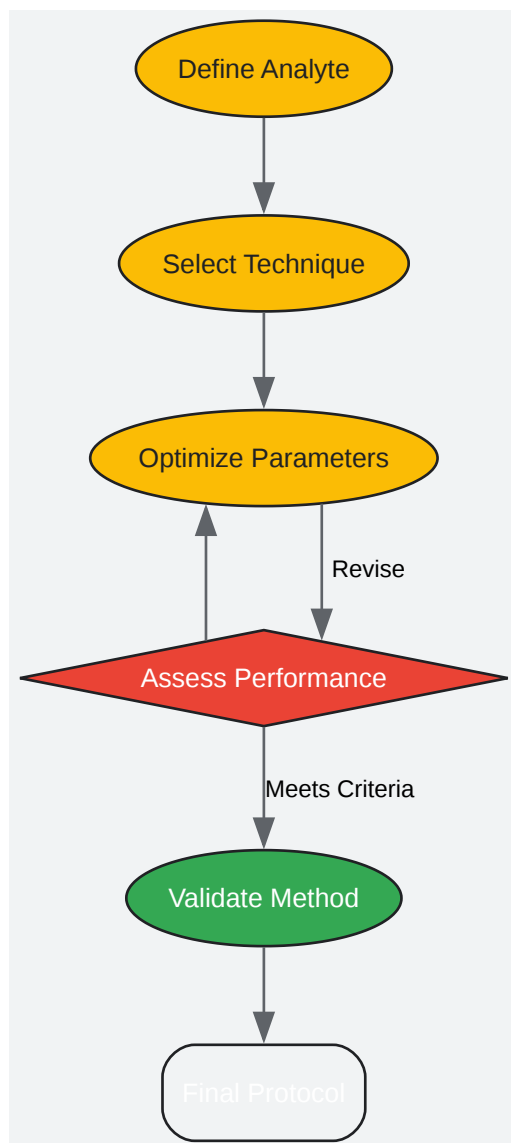 Define Analyte
Select Technique
Optimize Parameters
Revise
Assess Performance
Meets Criteria
Validate Method
Final Protocol